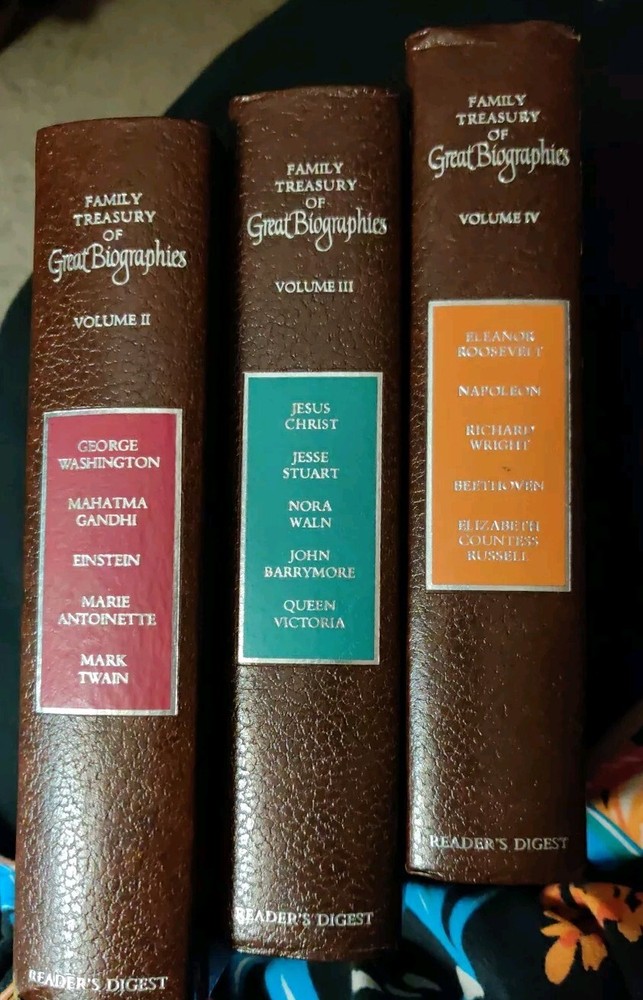 FAMILY
TREASURY
OF
Great Biographies
VOLUME II
GEORGE
WASHINGTON
MAHATMA
GANDHI
EINSTEIN
MARIE
ANTOINETTE
MARK
TWAIN
READER'S DIGEST
FAMILY
TREASURY
OF
Great Biographies
VOLUME III
JESUS
CHRIST
JESSE
STUART
NORA
WALN
JOHN
BARRYMORE
QUEEN
VICTORIA
READER'S DIGEST
FAMILY
TREASURY
OF
Great Biographies
VOLUME IV
ELEANOR
ROOSEVELT
NAPOLEON
RICHARD
WRIGHT
BEETHOVEN
ELIZABETH
COUNTESS
RUSSELL
READER'S DIGEST